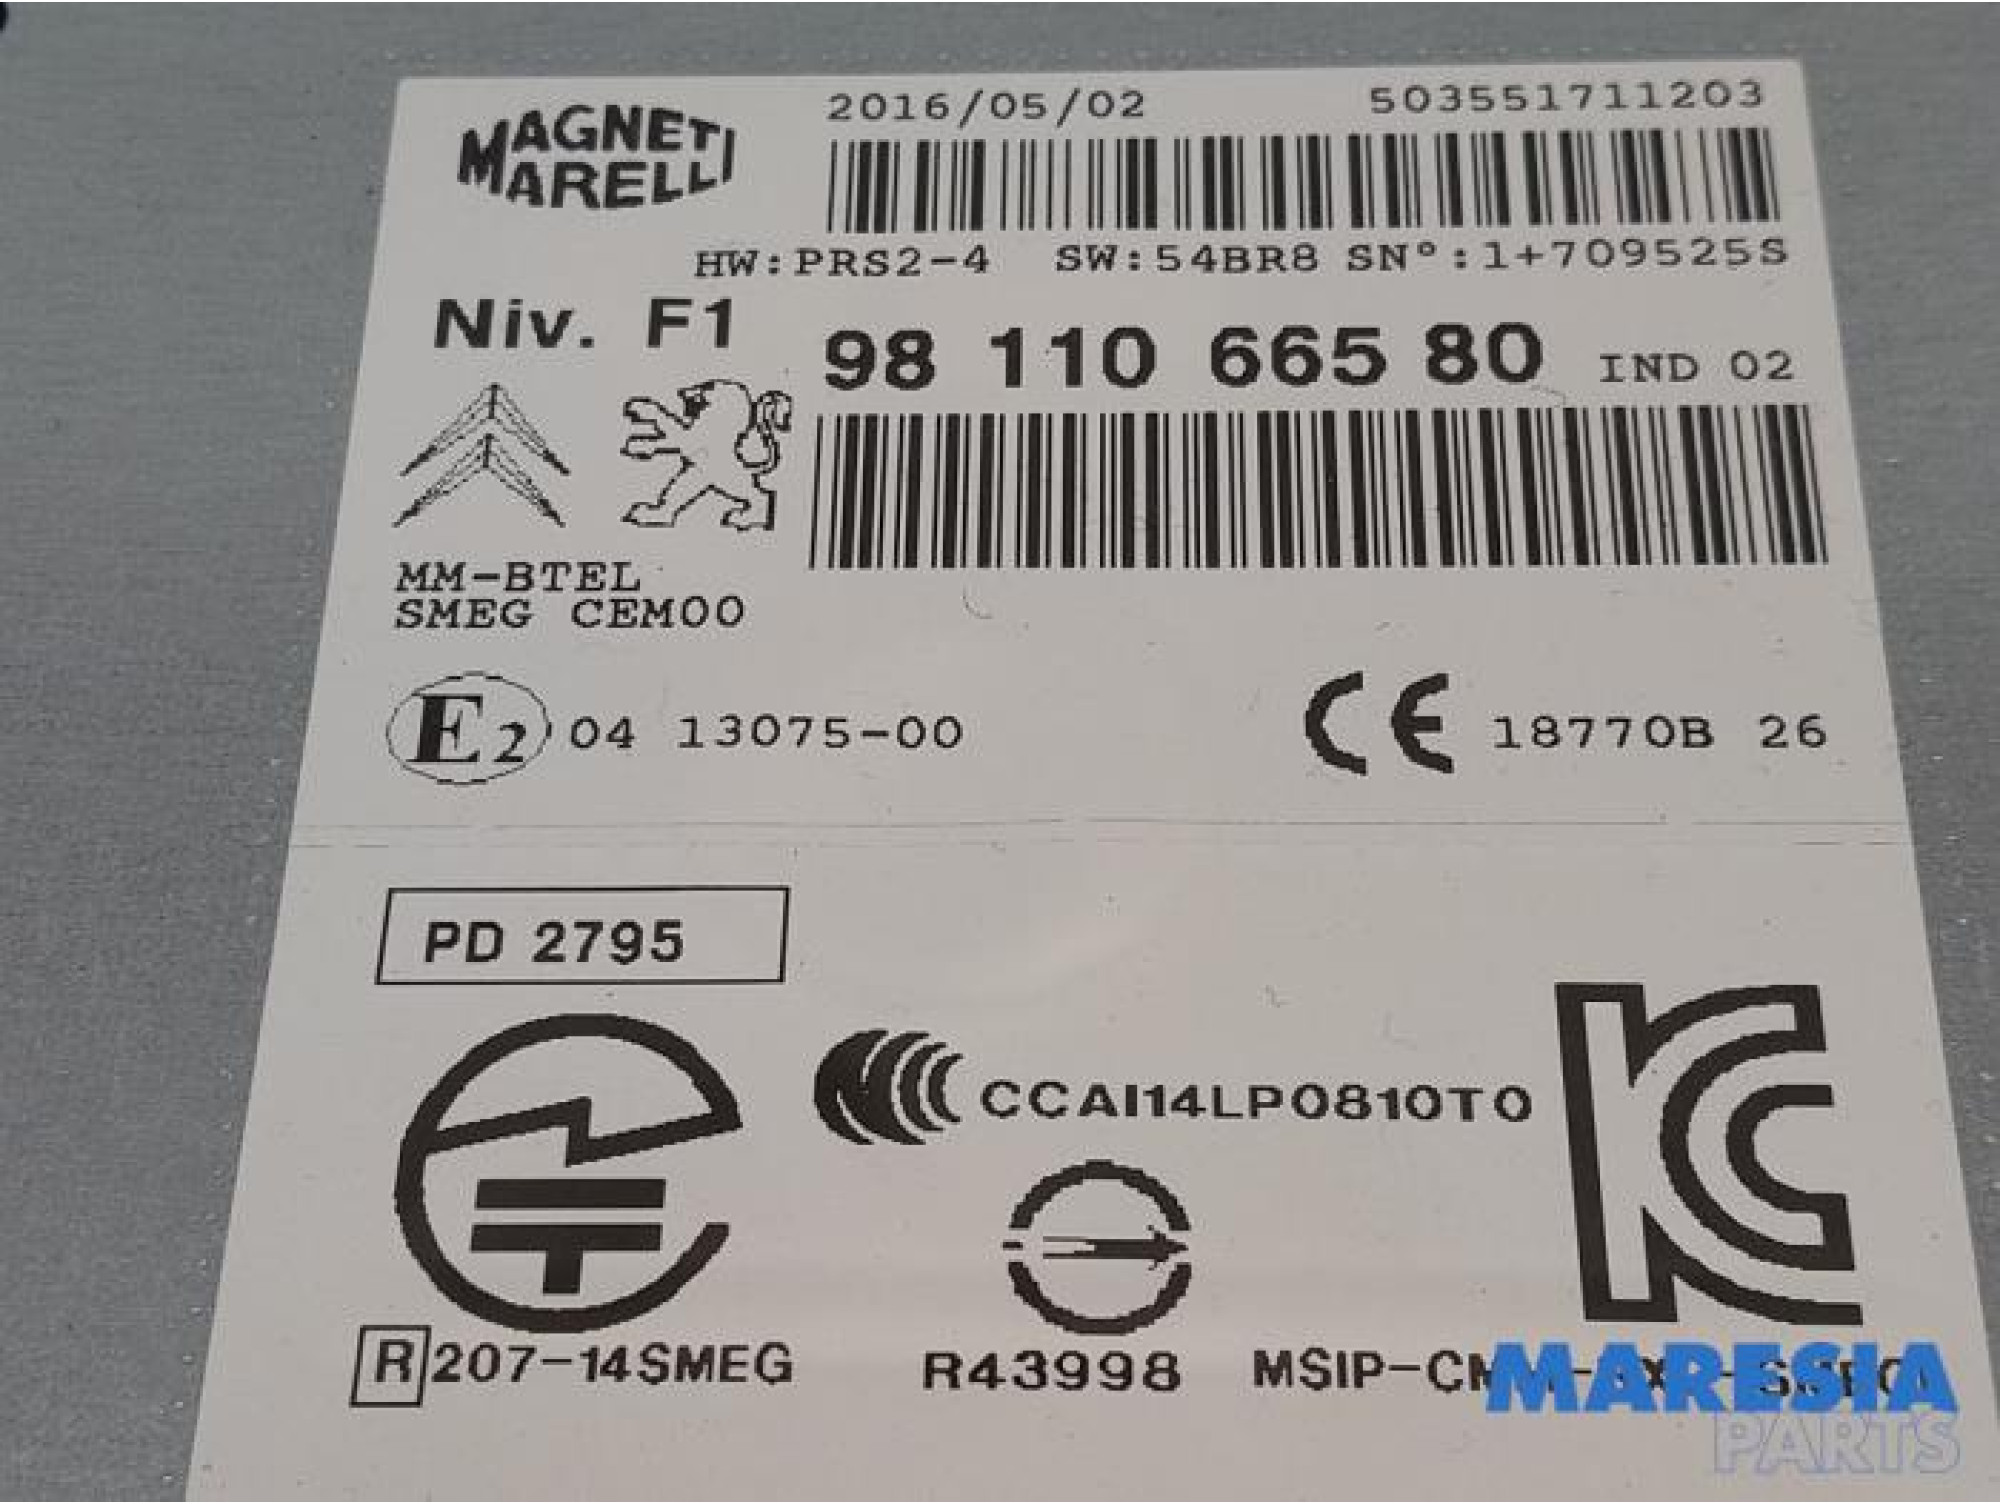 MAGNETI MARELLI
2016/05/02 503551711203
HW:PRS2-4 SW:54BR8 SN°:1+709525S
Niv. F1
98 110 665 80 IND 02
MM-BTEL
SMEG CEM00
E2 04 13075-00
CE 18770B 26
PD 2795
CCAI14LP0810T0
KC
R 207-14SMEG
R43998
MARESIA
PARTS